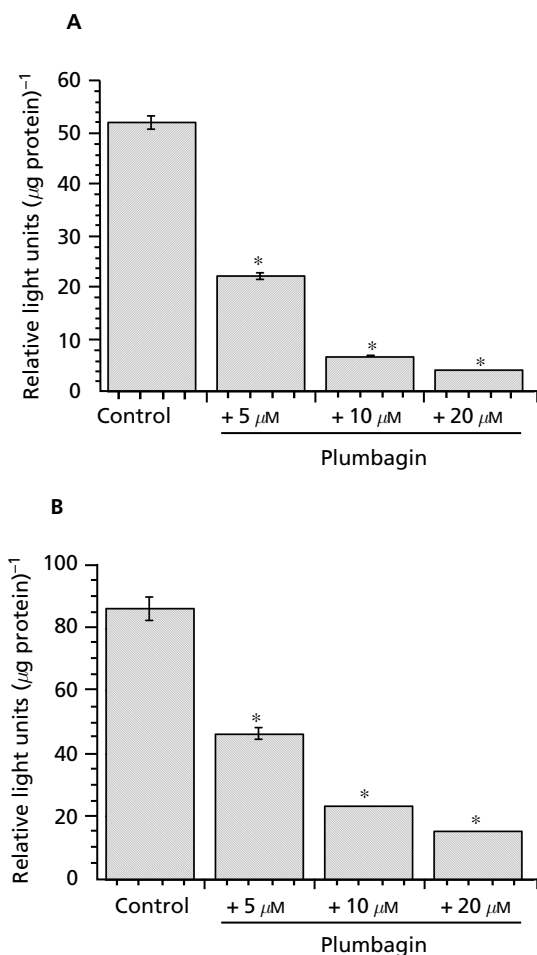 A
Relative light units (µg protein)⁻¹
60
50
40
30
20
10
0
*
*
*
Control
+ 5 µM
+ 10 µM
+ 20 µM
Plumbagin
B
Relative light units (µg protein)⁻¹
100
80
60
40
20
0
*
*
*
Control
+ 5 µM
+ 10 µM
+ 20 µM
Plumbagin